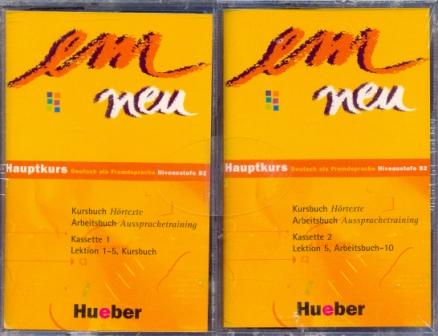 em
neu
Hauptkurs Deutsch als Fremdsprache Niveaustufe B2
Kursbuch Hörtexte
Arbeitsbuch Aussprachetraining
Kassette 1
Lektion 1–5, Kursbuch
Hueber
em
neu
Hauptkurs Deutsch als Fremdsprache Niveaustufe B2
Kursbuch Hörtexte
Arbeitsbuch Aussprachetraining
Kassette 2
Lektion 5, Arbeitsbuch–10
Hueber